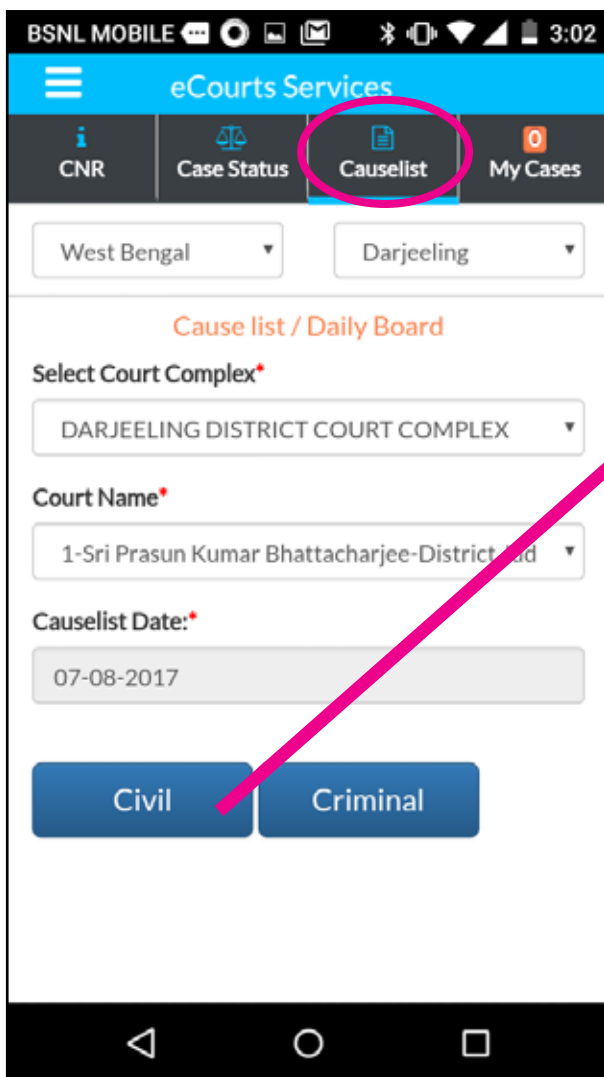 BSNL MOBILE 3:02
eCourts Services
CNR Case Status Causelist 0 My Cases
West Bengal Darjeeling
Cause list / Daily Board
Select Court Complex*
DARJEELING DISTRICT COURT COMPLEX
Court Name*
1-Sri Prasun Kumar Bhattacharjee-District
Causelist Date:*
07-08-2017
Civil Criminal